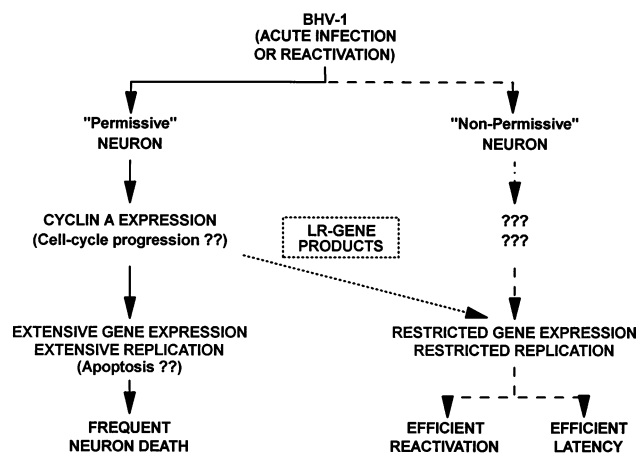 BHV-1
(ACUTE INFECTION
OR REACTIVATION)
"Permissive"
NEURON
"Non-Permissive"
NEURON
CYCLIN A EXPRESSION
(Cell-cycle progression ??)
LR-GENE
PRODUCTS
???
???
EXTENSIVE GENE EXPRESSION
EXTENSIVE REPLICATION
(Apoptosis ??)
RESTRICTED GENE EXPRESSION
RESTRICTED REPLICATION
FREQUENT
NEURON DEATH
EFFICIENT
REACTIVATION
EFFICIENT
LATENCY